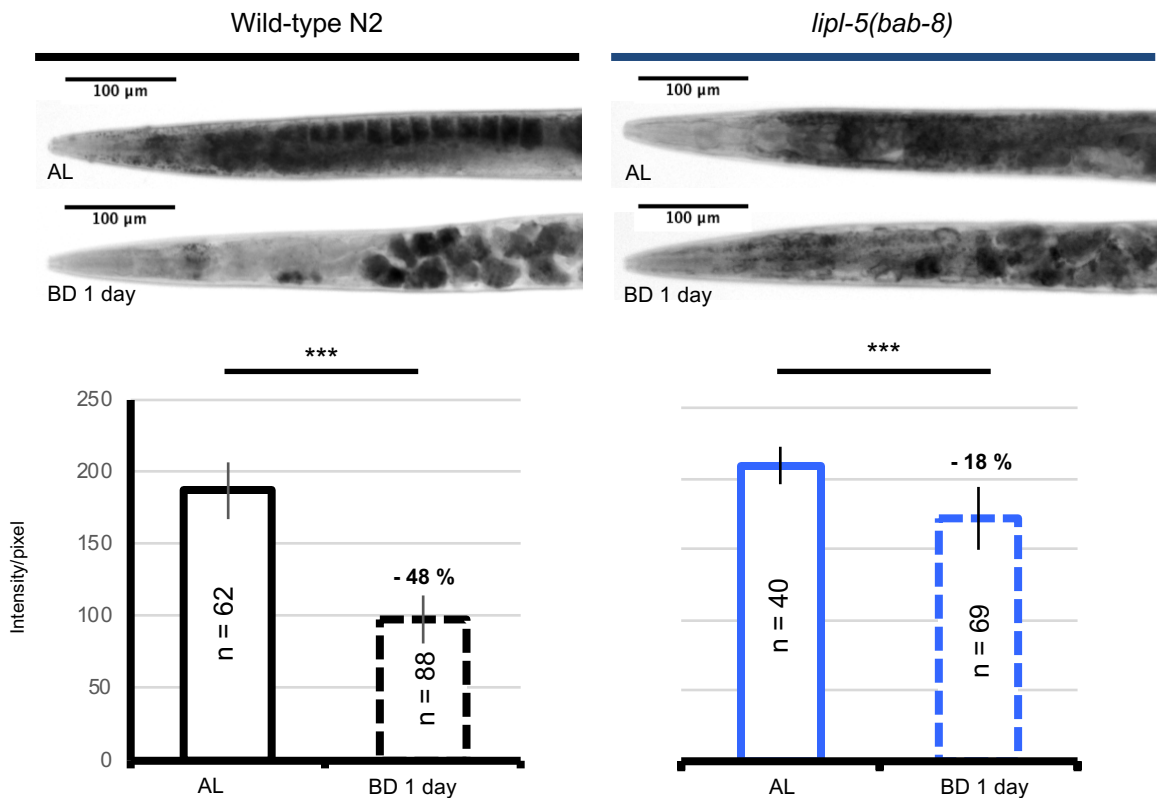 Wild-type N2
lipl-5(bab-8)
100 µm
AL
100 µm
BD 1 day
100 µm
AL
100 µm
BD 1 day
***
Intensity/pixel
250
200
150
100
50
0
n = 62
- 48 %
n = 88
AL
BD 1 day
***
n = 40
- 18 %
n = 69
AL
BD 1 day